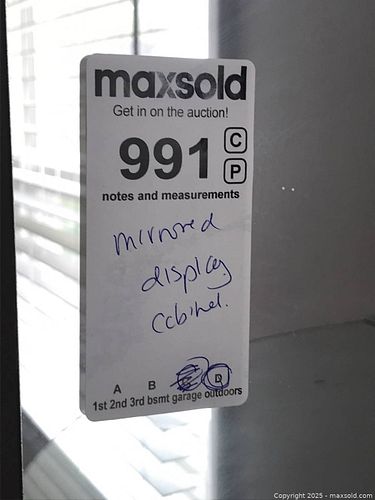 maxsold
Get in on the auction!
991 C
P
notes and measurements
mirrored
display
cabinet.
A B D
1st 2nd 3rd bsmt garage outdoors
Copyright © 2025 - maxsold.com